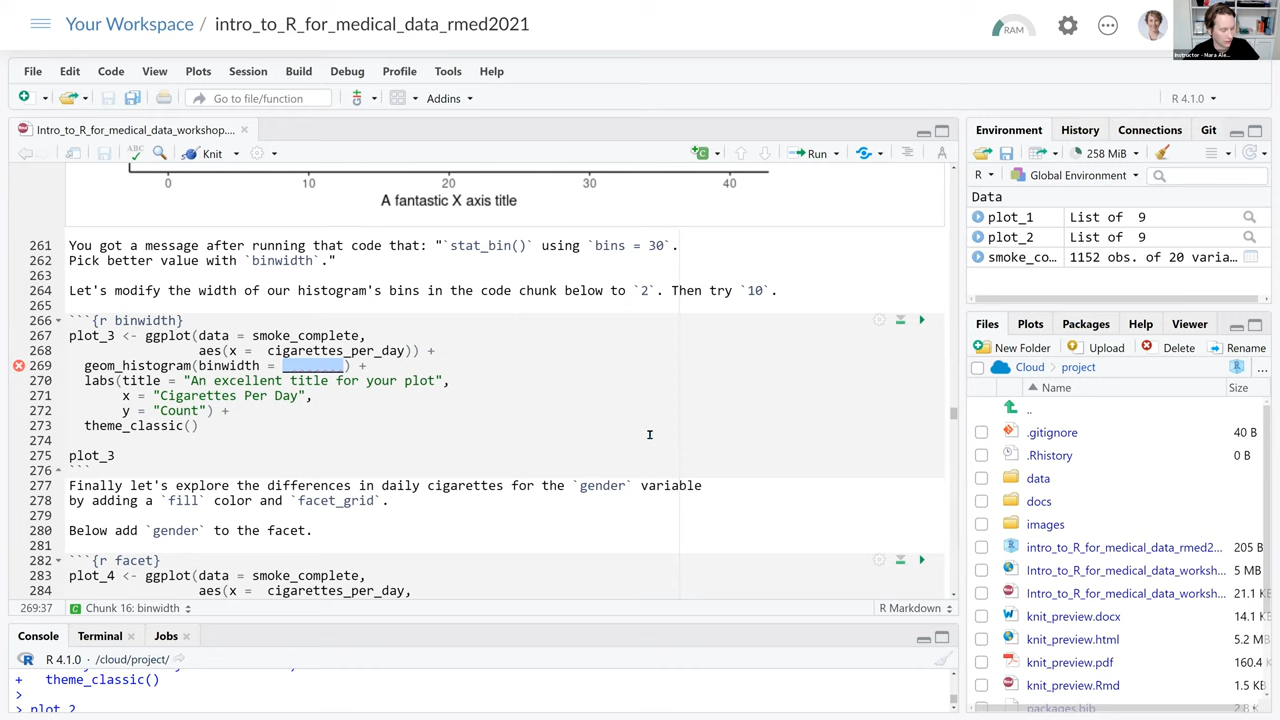 Your Workspace / intro_to_R_for_medical_data_rmed2021
RAM
Instructor - Mara Ale...
File Edit Code View Plots Session Build Debug Profile Tools Help
Go to file/function
Addins
R 4.1.0
Intro_to_R_for_medical_data_workshop....
ABC
Knit
Run
0 10 20 30 40
A fantastic X axis title
261 You got a message after running that code that: "`stat_bin()` using `bins = 30`.
262 Pick better value with `binwidth`."
263
264 Let's modify the width of our histogram's bins in the code chunk below to `2`. Then try `10`.
265
266 ```{r binwidth}
267 plot_3 <- ggplot(data = smoke_complete,
268 aes(x = cigarettes_per_day)) +
269 geom_histogram(binwidth = ________) +
270 labs(title = "An excellent title for your plot",
271 x = "Cigarettes Per Day",
272 y = "Count") +
273 theme_classic()
274
275 plot_3
276 ```
277 Finally let's explore the differences in daily cigarettes for the `gender` variable
278 by adding a `fill` color and `facet_grid`.
279
280 Below add `gender` to the facet.
281
282 ```{r facet}
283 plot_4 <- ggplot(data = smoke_complete,
284 aes(x = cigarettes_per_day,
269:37 Chunk 16: binwidth R Markdown
Console Terminal Jobs
R 4.1.0 · /cloud/project/
+ theme_classic()
>
> plot_2
Environment History Connections Git
258 MiB
R Global Environment
Data
plot_1 List of 9
plot_2 List of 9
smoke_co... 1152 obs. of 20 varia...
Files Plots Packages Help Viewer
New Folder Upload Delete Rename
Cloud project ...
Name Size
..
.gitignore 40 B
.Rhistory 0 B
data
docs
images
intro_to_R_for_medical_data_rmed2... 205 B
Intro_to_R_for_medical_data_worksh... 5 MB
Intro_to_R_for_medical_data_worksh... 21.1 K
knit_preview.docx 14.1 K
knit_preview.html 5.2 M
knit_preview.pdf 160.4
knit_preview.Rmd 1.5 KB
packages.bib